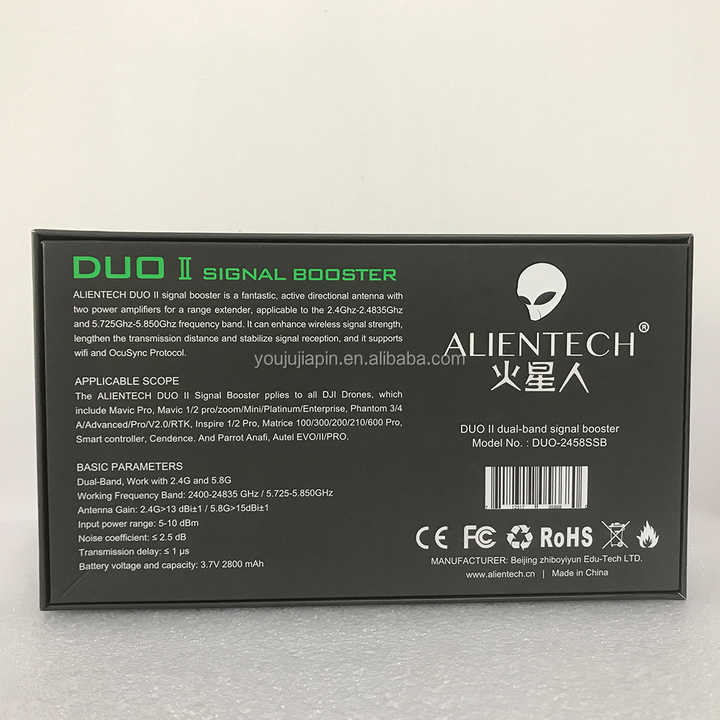 DUO II SIGNAL BOOSTER
ALIENTECH DUO II signal booster is a fantastic, active directional antenna with
two power amplifiers for a range extender, applicable to the 2.4Ghz-2.4835Ghz
and 5.725Ghz-5.850Ghz frequency band. It can enhance wireless signal strength,
lengthen the transmission distance and stabilize signal reception, and it supports
wifi and OcuSync Protocol.
youjujiapin.en.alibaba.com
APPLICABLE SCOPE
The ALIENTECH DUO II Signal Booster pplies to all DJI Drones, which
include Mavic Pro, Mavic 1/2 pro/zoom/Mini/Platinum/Enterprise, Phantom 3/4
A/Advanced/Pro/V2.0/RTK, Inspire 1/2 Pro, Matrice 100/300/200/210/600 Pro,
Smart controller, Cendence. And Parrot Anafi, Autel EVO/II/PRO.
BASIC PARAMETERS
Dual-Band, Work with 2.4G and 5.8G
Working Frequency Band: 2400-24835 GHz / 5.725-5.850GHz
Antenna Gain: 2.4G>13 dBi±1 / 5.8G>15dBi±1
Input power range: 5-10 dBm
Noise coefficient: ≤ 2.5 dB
Transmission delay: ≤ 1 μs
Battery voltage and capacity: 3.7V 2800 mAh
ALIENTECH®
火星人
DUO II dual-band signal booster
Model No. : DUO-2458SSB
CE FC RoHS
MANUFACTURER: Beijing zhiboyiyun Edu-Tech LTD.
www.alientech.cn | Made in China